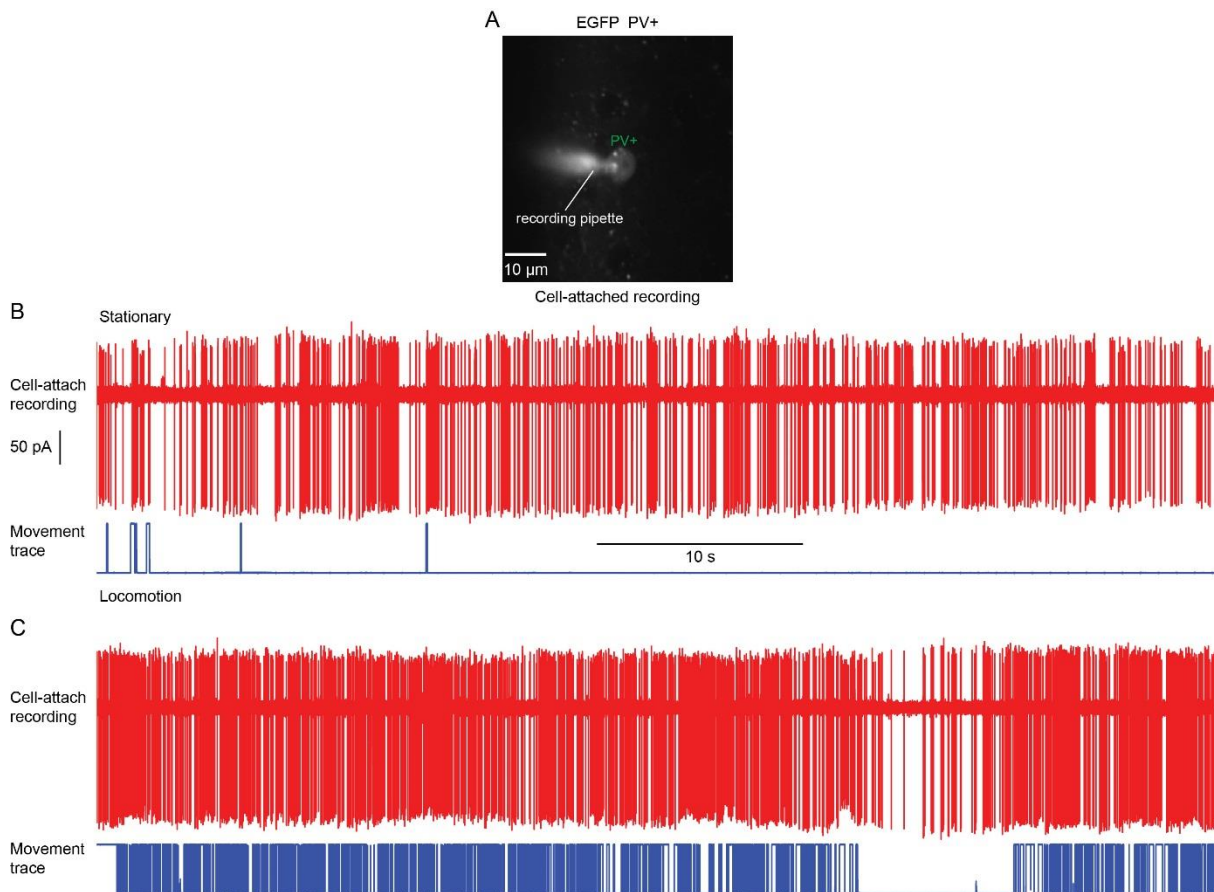 A
EGFP PV+
PV+
recording pipette
10 µm
Cell-attached recording
B
Stationary
Cell-attach
recording
50 pA
Movement
trace
10 s
Locomotion
C
Cell-attach
recording
Movement
trace